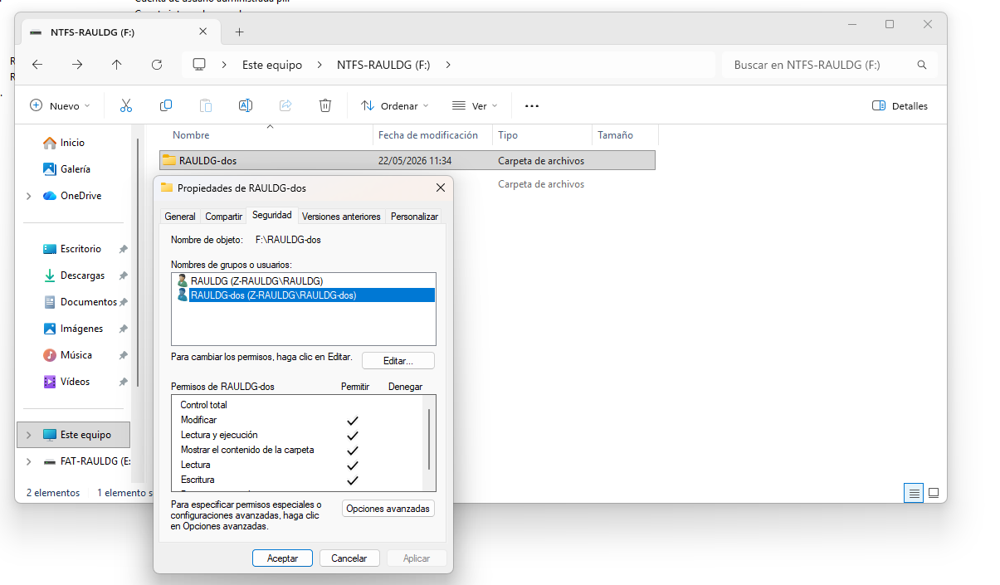 NTFS-RAULDG (F:)
Este equipo
NTFS-RAULDG (F:)
Buscar en NTFS-RAULDG (F:)
Nuevo
Ordenar
Ver
Detalles
Nombre
Fecha de modificación
Tipo
Tamaño
Inicio
Galería
OneDrive
Escritorio
Descargas
Documentos
Imágenes
Música
Vídeos
Este equipo
FAT-RAULDG (E:
RAULDG-dos 22/05/2026 11:34 Carpeta de archivos
Carpeta de archivos
Propiedades de RAULDG-dos
General
Compartir
Seguridad
Versiones anteriores
Personalizar
Nombre de objeto: F:\RAULDG-dos
Nombres de grupos o usuarios:
RAULDG (Z-RAULDG\RAULDG)
RAULDG-dos (Z-RAULDG\RAULDG-dos)
Para cambiar los permisos, haga clic en Editar.
Editar...
Permisos de RAULDG-dos Permitir Denegar
Control total
Modificar
Lectura y ejecución
Mostrar el contenido de la carpeta
Lectura
Escritura
Para especificar permisos especiales o
configuraciones avanzadas, haga clic
en Opciones avanzadas.
Opciones avanzadas
Aceptar
Cancelar
Aplicar
2 elementos
1 elemento s